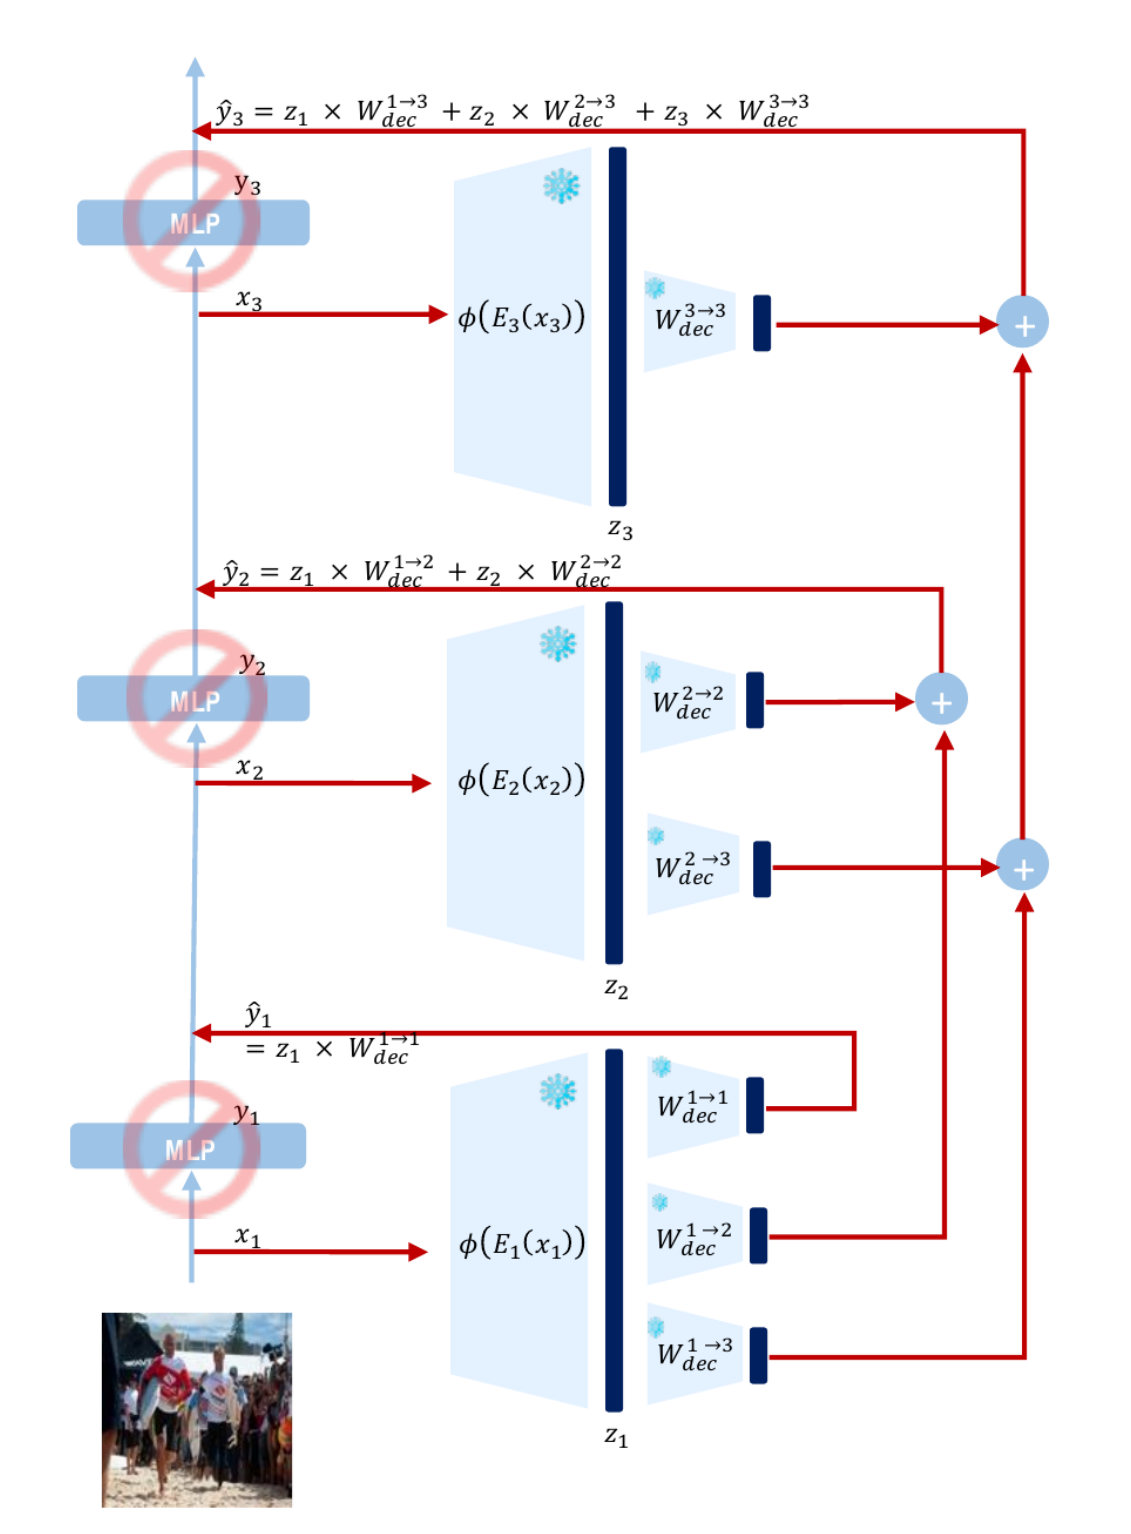 ŷ₃ = z₁ × W_dec^{1→3} + z₂ × W_dec^{2→3} + z₃ × W_dec^{3→3}
y₃
MLP
x₃
ϕ(E₃(x₃))
W_dec^{3→3}
+
z₃
ŷ₂ = z₁ × W_dec^{1→2} + z₂ × W_dec^{2→2}
y₂
MLP
W_dec^{2→2}
+
x₂
ϕ(E₂(x₂))
W_dec^{2→3}
+
z₂
ŷ₁
= z₁ × W_dec^{1→1}
y₁
MLP
W_dec^{1→1}
x₁
ϕ(E₁(x₁))
W_dec^{1→2}
W_dec^{1→3}
z₁